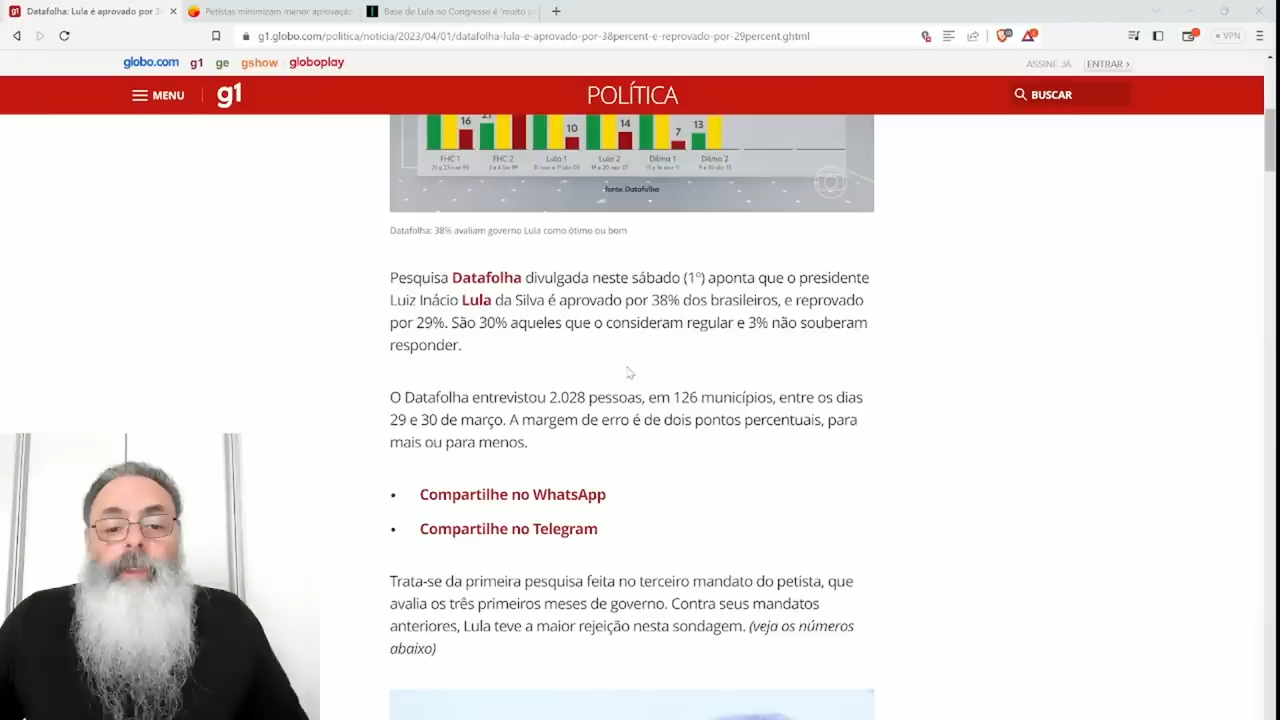 Datafolha: Lula é aprovado por 3
Petistas minimizam menor aprovação
Base de Lula no Congresso é 'muito
g1.globo.com/politica/noticia/2023/04/01/datafolha-lula-e-aprovado-por-38percent-e-reprovado-por-29percent.ghtml
VPN
globo.com g1 ge gshow globoplay
ASSINE JÁ ENTRAR ›
MENU g1 POLÍTICA BUSCAR
16 21 10 14 7 13
FHC 1 FHC 2 Lula 1 Lula 2 Dilma 1 Dilma 2
fonte: Datafolha
Datafolha: 38% avaliam governo Lula como ótimo ou bom
Pesquisa Datafolha divulgada neste sábado (1º) aponta que o presidente
Luiz Inácio Lula da Silva é aprovado por 38% dos brasileiros, e reprovado
por 29%. São 30% aqueles que o consideram regular e 3% não souberam
responder.
O Datafolha entrevistou 2.028 pessoas, em 126 municípios, entre os dias
29 e 30 de março. A margem de erro é de dois pontos percentuais, para
mais ou para menos.
• Compartilhe no WhatsApp
• Compartilhe no Telegram
Trata-se da primeira pesquisa feita no terceiro mandato do petista, que
avalia os três primeiros meses de governo. Contra seus mandatos
anteriores, Lula teve a maior rejeição nesta sondagem. (veja os números
abaixo)